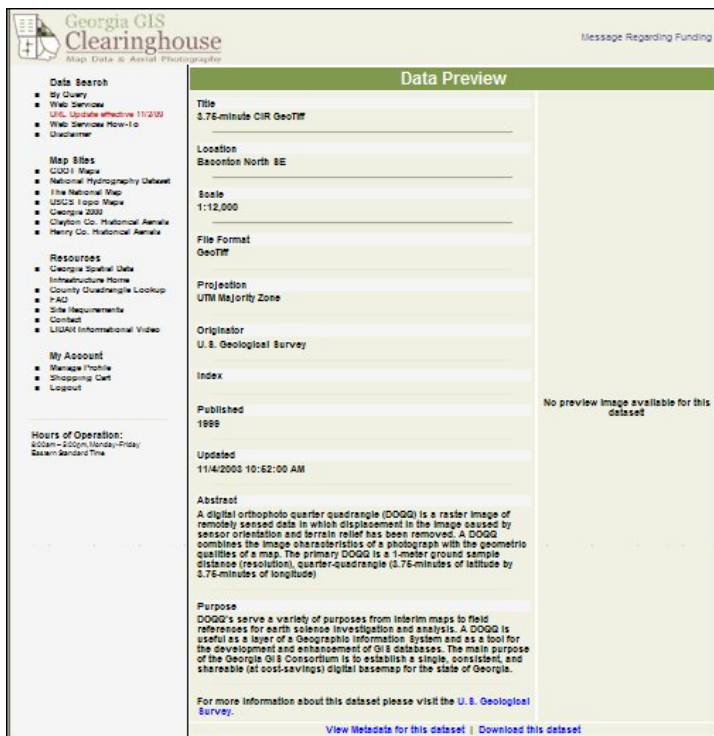 Georgia GIS
Clearinghouse
Map Data & Aerial Photography
Message Regarding Funding
Data Search
By Query
Web Services
URL Update effective 11/2/09
Web Services How-To
Disclaimer
Map Sites
GDOT Maps
National Hydrography Dataset
The National Map
USGS Topo Maps
Georgia 2000
Clayton Co. Historical Aerials
Henry Co. Historical Aerials
Resources
Georgia Spatial Data
Infrastructure Home
County Quadrangle Lookup
FAQ
Site Requirements
Contact
LIDAR Informational Video
My Account
Manage Profile
Shopping Cart
Logout
Hours of Operation:
8:00am – 5:00pm, Monday-Friday
Eastern Standard Time
Data Preview
Title
3.75-minute CIR GeoTiff
Location
Baconton North SE
Scale
1:12,000
File Format
GeoTiff
Projection
UTM Majority Zone
Originator
U.S. Geological Survey
Index
Published
1999
Updated
11/4/2003 10:52:00 AM
Abstract
A digital orthophoto quarter quadrangle (DOQQ) is a raster image of
remotely sensed data in which displacement in the image caused by
sensor orientation and terrain relief has been removed. A DOQQ
combines the image characteristics of a photograph with the geometric
qualities of a map. The primary DOQQ is a 1-meter ground sample
distance (resolution), quarter-quadrangle (3.75-minutes of latitude by
3.75-minutes of longitude)
Purpose
DOQQ's serve a variety of purposes from interim maps to field
references for earth science investigation and analysis. A DOQQ is
useful as a layer of a Geographic Information System and as a tool for
the development and enhancement of GIS databases. The main purpose
of the Georgia GIS Consortium is to establish a single, consistent, and
shareable (at cost-savings) digital basemap for the state of Georgia.
For more information about this dataset please visit the U.S. Geological
Survey.
No preview image available for this
dataset
View Metadata for this dataset | Download this dataset